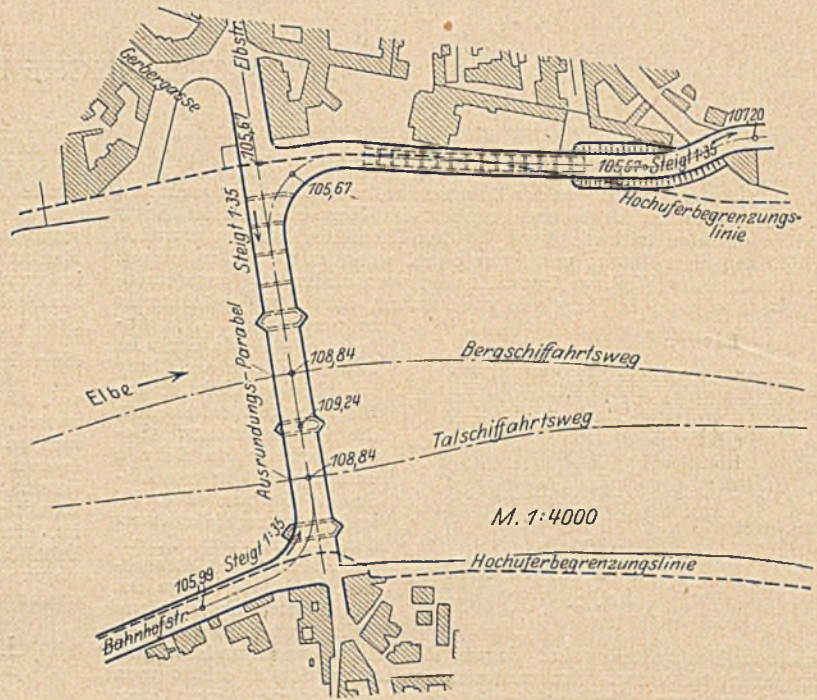 Elbstr.
Gerbergasse
105,67
107,20
105,67 Steigt 1:35
105,67
Hochuferbegrenzungs-
linie
Steigt 1:35
Ausrundungs-Parabel
108,84
Bergschiffahrtsweg
Elbe
109,24
Talschiffahrtsweg
108,84
M. 1:4000
Steigt 1:35
Hochuferbegrenzungslinie
105,99
Bahnhofstr.